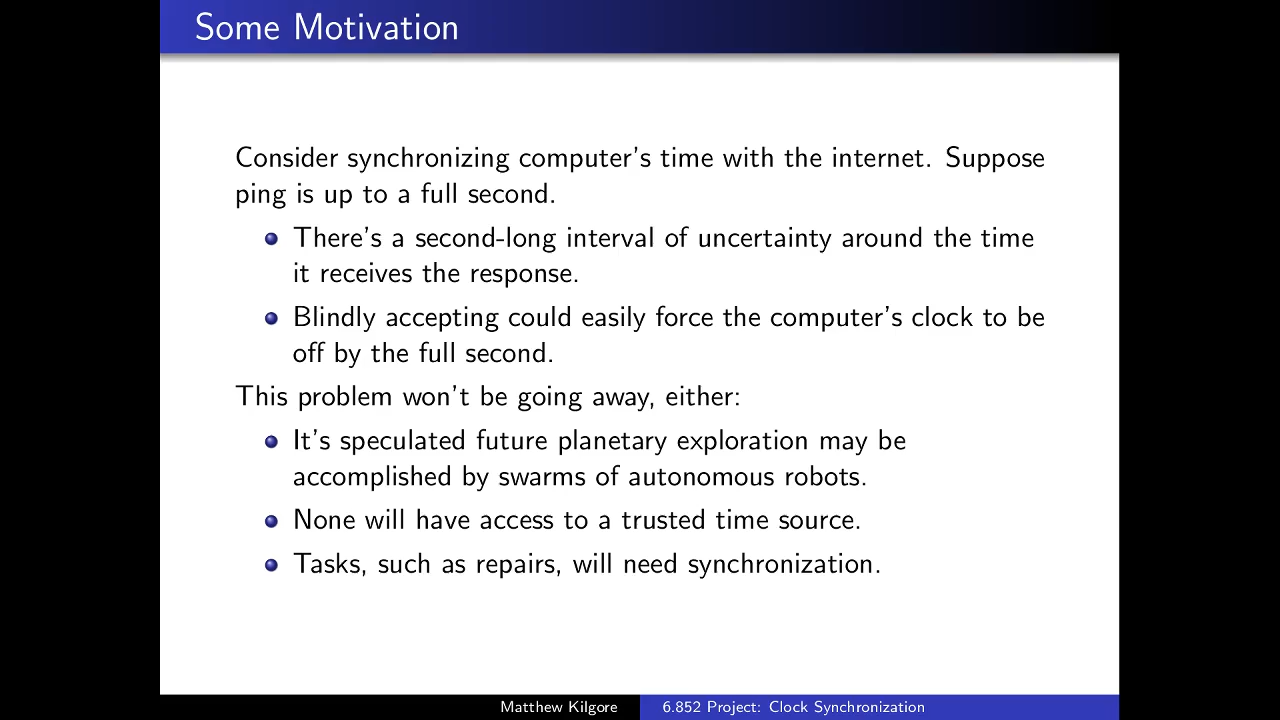 Some Motivation
Consider synchronizing computer's time with the internet. Suppose
ping is up to a full second.
There's a second-long interval of uncertainty around the time
it receives the response.
Blindly accepting could easily force the computer's clock to be
off by the full second.
This problem won't be going away, either:
It's speculated future planetary exploration may be
accomplished by swarms of autonomous robots.
None will have access to a trusted time source.
Tasks, such as repairs, will need synchronization.
Matthew Kilgore
6.852 Project: Clock Synchronization